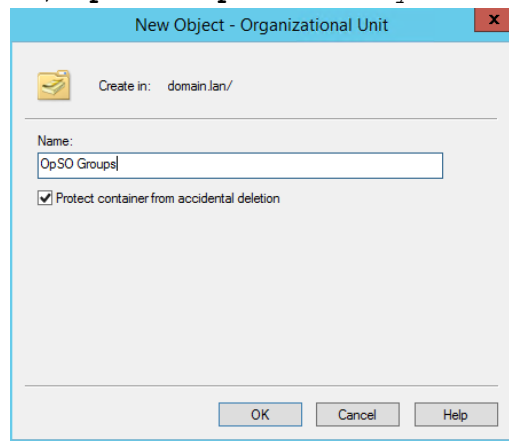 New Object - Organizational Unit
x
Create in: domain.lan/
Name:
OpSO Groups
Protect container from accidental deletion
OK Cancel Help